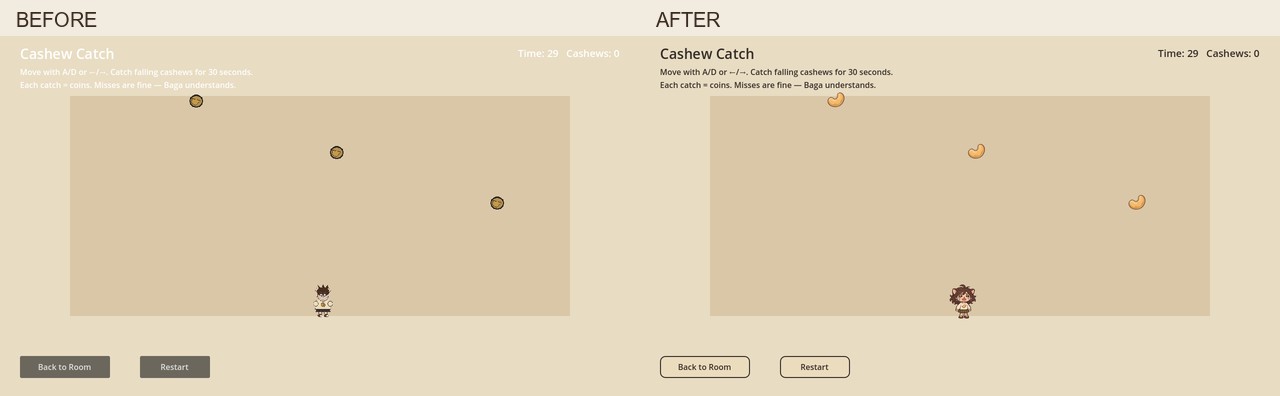 BEFORE
Cashew Catch
Time: 29 Cashews: 0
Move with A/D or ←/→. Catch falling cashews for 30 seconds.
Each catch = coins. Misses are fine — Baga understands.
Back to Room
Restart
AFTER
Cashew Catch
Time: 29 Cashews: 0
Move with A/D or ←/→. Catch falling cashews for 30 seconds.
Each catch = coins. Misses are fine — Baga understands.
Back to Room
Restart